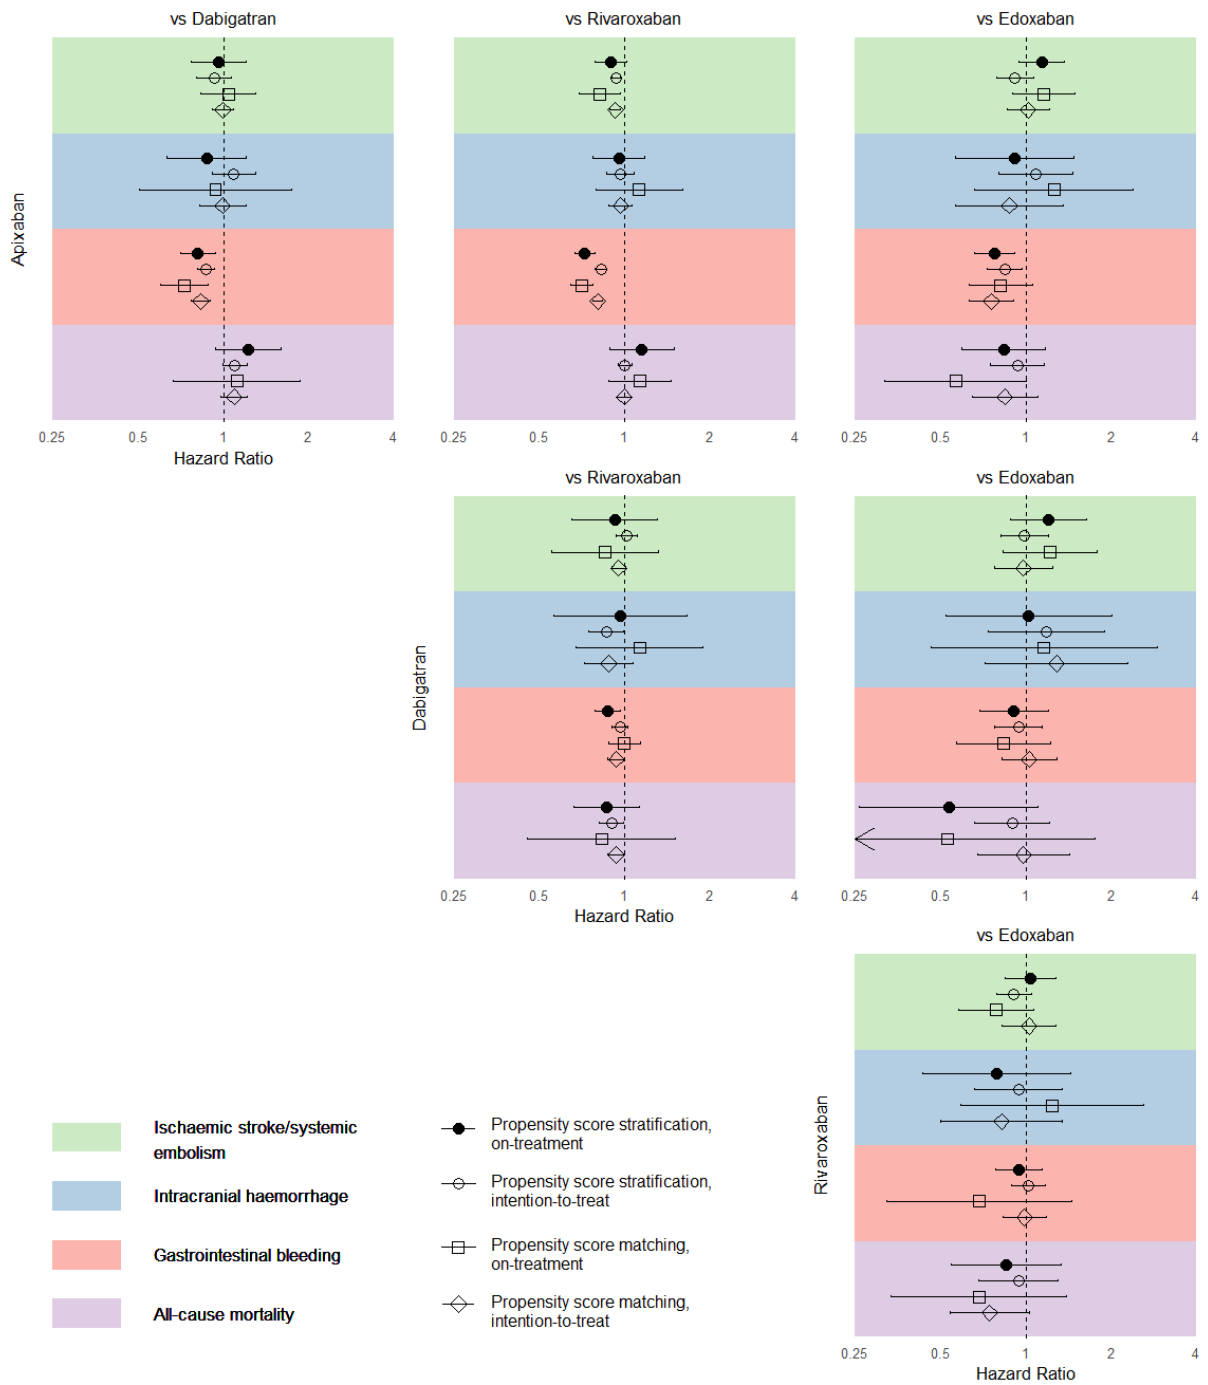 vs Dabigatran
vs Rivaroxaban
vs Edoxaban
Apixaban
0.25 0.5 1 2 4
0.25 0.5 1 2 4
0.25 0.5 1 2 4
Hazard Ratio
vs Rivaroxaban
vs Edoxaban
Dabigatran
0.25 0.5 1 2 4
0.25 0.5 1 2 4
Hazard Ratio
vs Edoxaban
Rivaroxaban
0.25 0.5 1 2 4
Hazard Ratio
Ischaemic stroke/systemic
embolism
Intracranial haemorrhage
Gastrointestinal bleeding
All-cause mortality
Propensity score stratification,
on-treatment
Propensity score stratification,
intention-to-treat
Propensity score matching,
on-treatment
Propensity score matching,
intention-to-treat